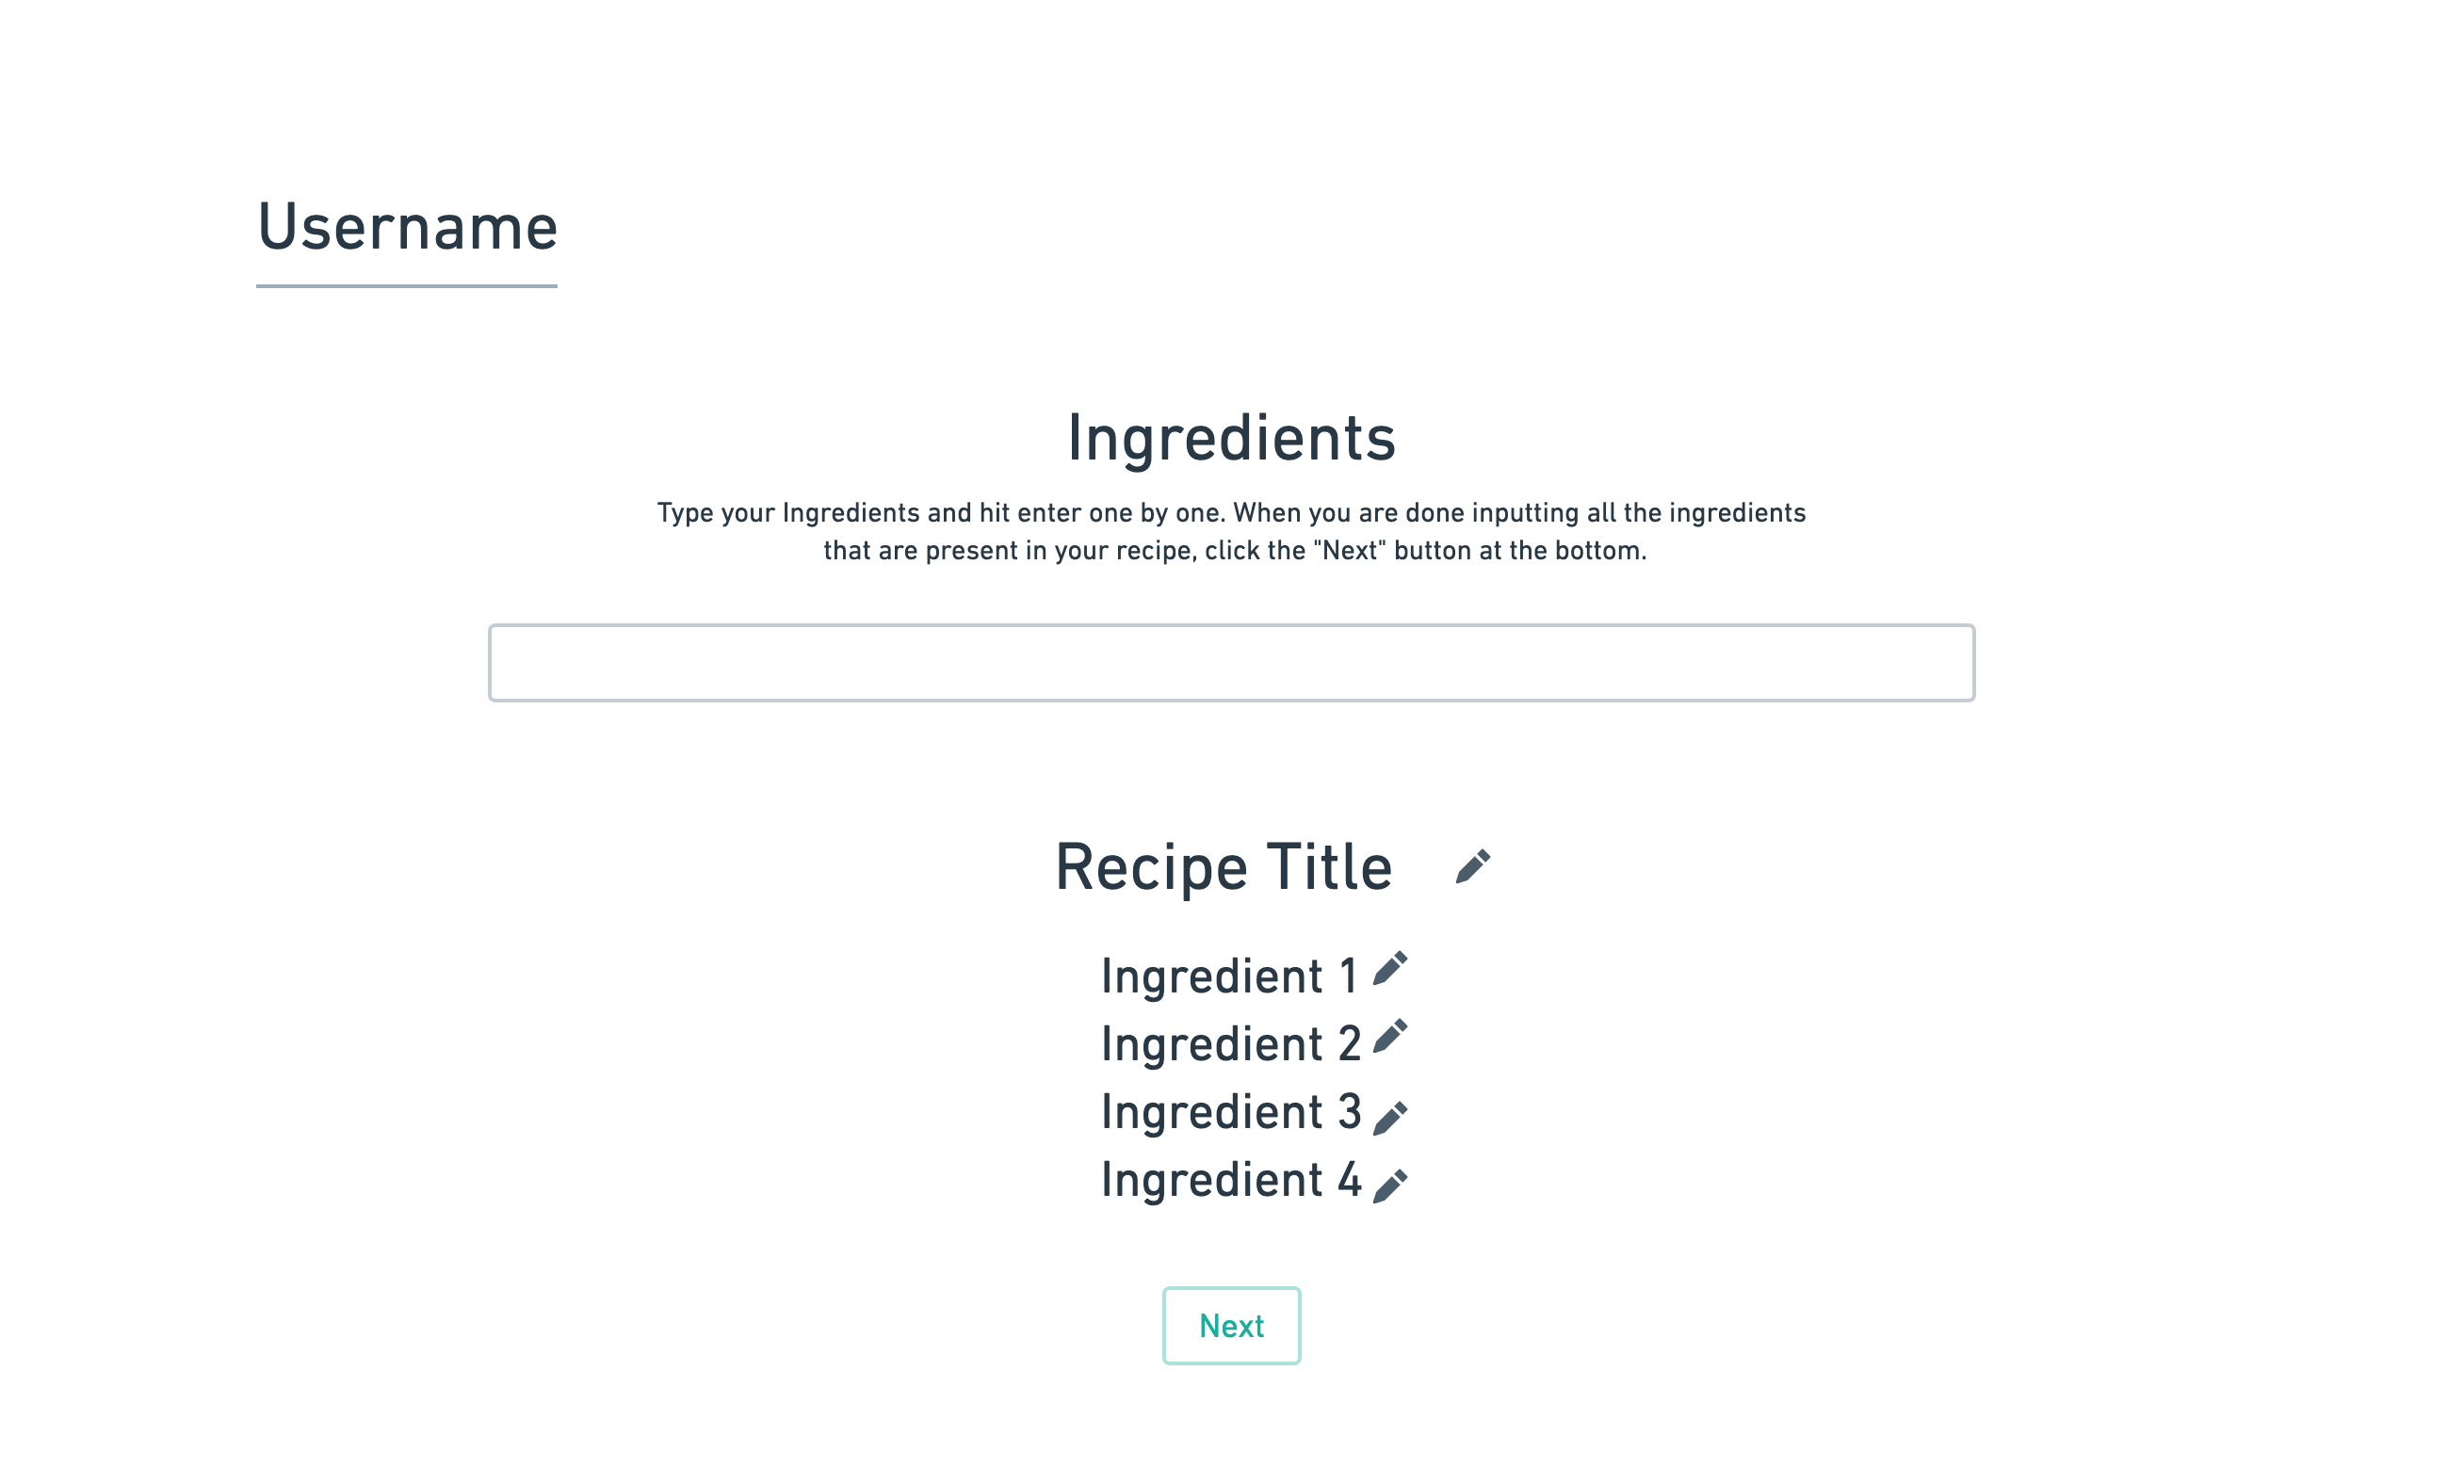 Username
Ingredients
Type your Ingredients and hit enter one by one. When you are done inputting all the ingredients
that are present in your recipe, click the "Next" button at the bottom.
Recipe Title
Ingredient 1
Ingredient 2
Ingredient 3
Ingredient 4
Next